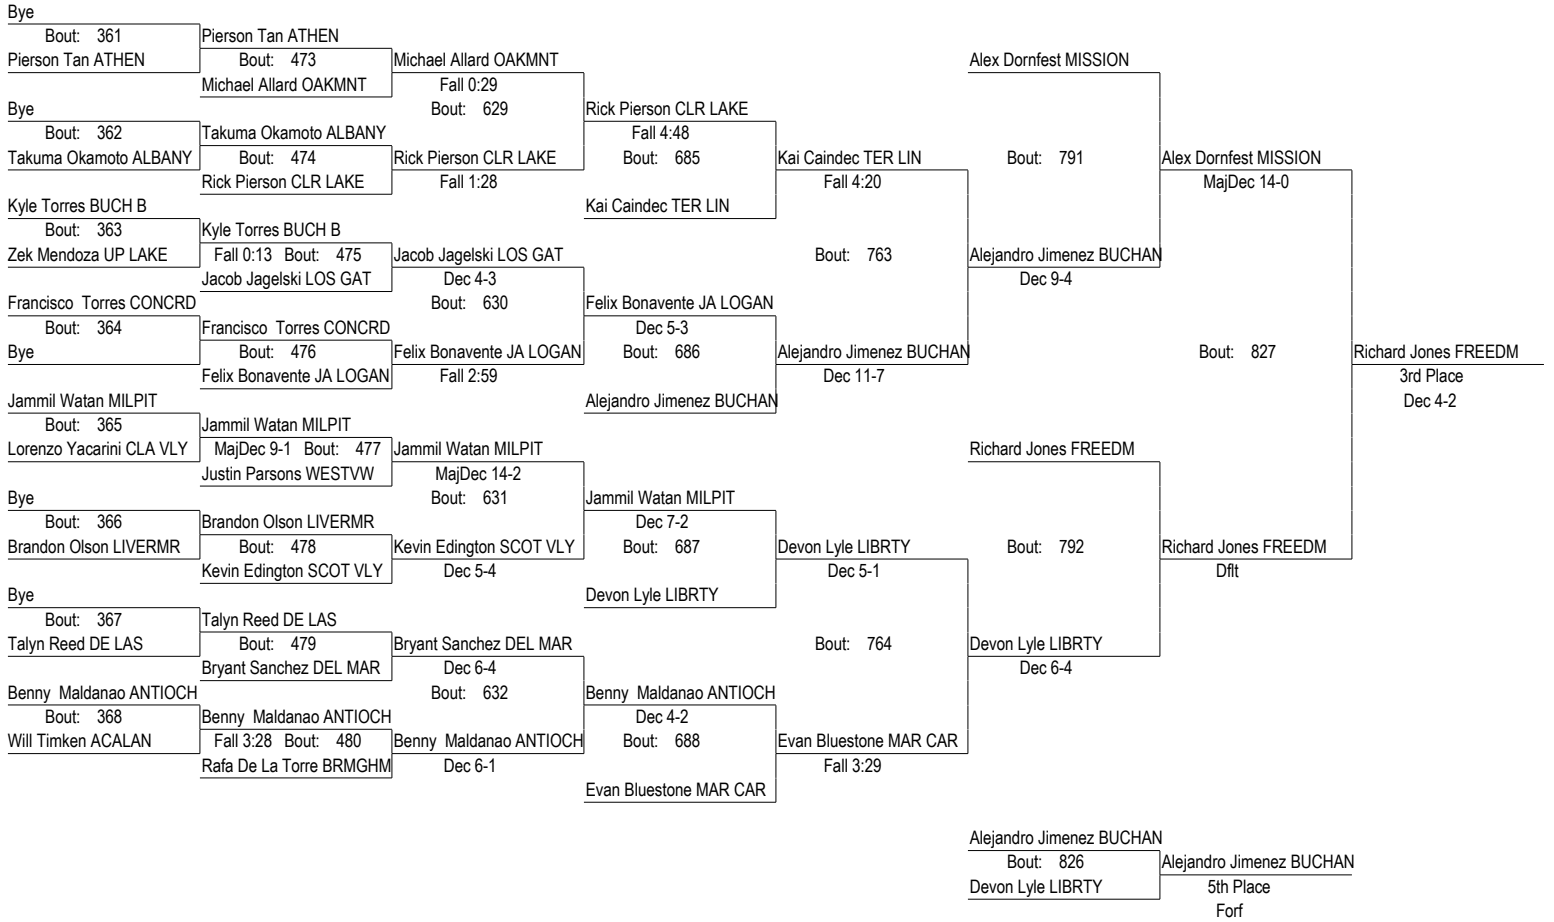 Bye
Bout: 361
Pierson Tan ATHEN
Bye
Bout: 362
Takuma Okamoto ALBANY
Kyle Torres BUCH B
Bout: 363
Zek Mendoza UP LAKE
Francisco  Torres CONCRD
Bout: 364
Bye
Jammil Watan MILPIT
Bout: 365
Lorenzo Yacarini CLA VLY
Bye
Bout: 366
Brandon Olson LIVERMR
Bye
Bout: 367
Talyn Reed DE LAS
Benny  Maldanao ANTIOCH
Bout: 368
Will Timken ACALAN
Pierson Tan ATHEN
Bout: 473
Michael Allard OAKMNT
Takuma Okamoto ALBANY
Bout: 474
Rick Pierson CLR LAKE
Kyle Torres BUCH B
Fall 0:13 Bout: 475
Jacob Jagelski LOS GAT
Francisco  Torres CONCRD
Bout: 476
Felix Bonavente JA LOGAN
Jammil Watan MILPIT
MajDec 9-1 Bout: 477
Justin Parsons WESTVW
Brandon Olson LIVERMR
Bout: 478
Kevin Edington SCOT VLY
Talyn Reed DE LAS
Bout: 479
Bryant Sanchez DEL MAR
Benny  Maldanao ANTIOCH
Fall 3:28 Bout: 480
Rafa De La Torre BRMGHM
Michael Allard OAKMNT
Fall 0:29
Bout: 629
Rick Pierson CLR LAKE
Fall 1:28
Jacob Jagelski LOS GAT
Dec 4-3
Bout: 630
Felix Bonavente JA LOGAN
Fall 2:59
Jammil Watan MILPIT
MajDec 14-2
Bout: 631
Kevin Edington SCOT VLY
Dec 5-4
Bryant Sanchez DEL MAR
Dec 6-4
Bout: 632
Benny  Maldanao ANTIOCH
Dec 6-1
Rick Pierson CLR LAKE
Fall 4:48
Bout: 685
Kai Caindec TER LIN
Felix Bonavente JA LOGAN
Dec 5-3
Bout: 686
Alejandro Jimenez BUCHAN
Jammil Watan MILPIT
Dec 7-2
Bout: 687
Devon Lyle LIBRTY
Benny  Maldanao ANTIOCH
Dec 4-2
Bout: 688
Evan Bluestone MAR CAR
Kai Caindec TER LIN
Fall 4:20
Bout: 763
Alejandro Jimenez BUCHAN
Dec 11-7
Devon Lyle LIBRTY
Dec 5-1
Bout: 764
Evan Bluestone MAR CAR
Fall 3:29
Alex Dornfest MISSION
Bout: 791
Alejandro Jimenez BUCHAN
Dec 9-4
Richard Jones FREEDM
Bout: 792
Devon Lyle LIBRTY
Dec 6-4
Alex Dornfest MISSION
MajDec 14-0
Bout: 827
Richard Jones FREEDM
Dflt
Richard Jones FREEDM
3rd Place
Dec 4-2
Alejandro Jimenez BUCHAN
Bout: 826
Devon Lyle LIBRTY
Alejandro Jimenez BUCHAN
5th Place
Forf